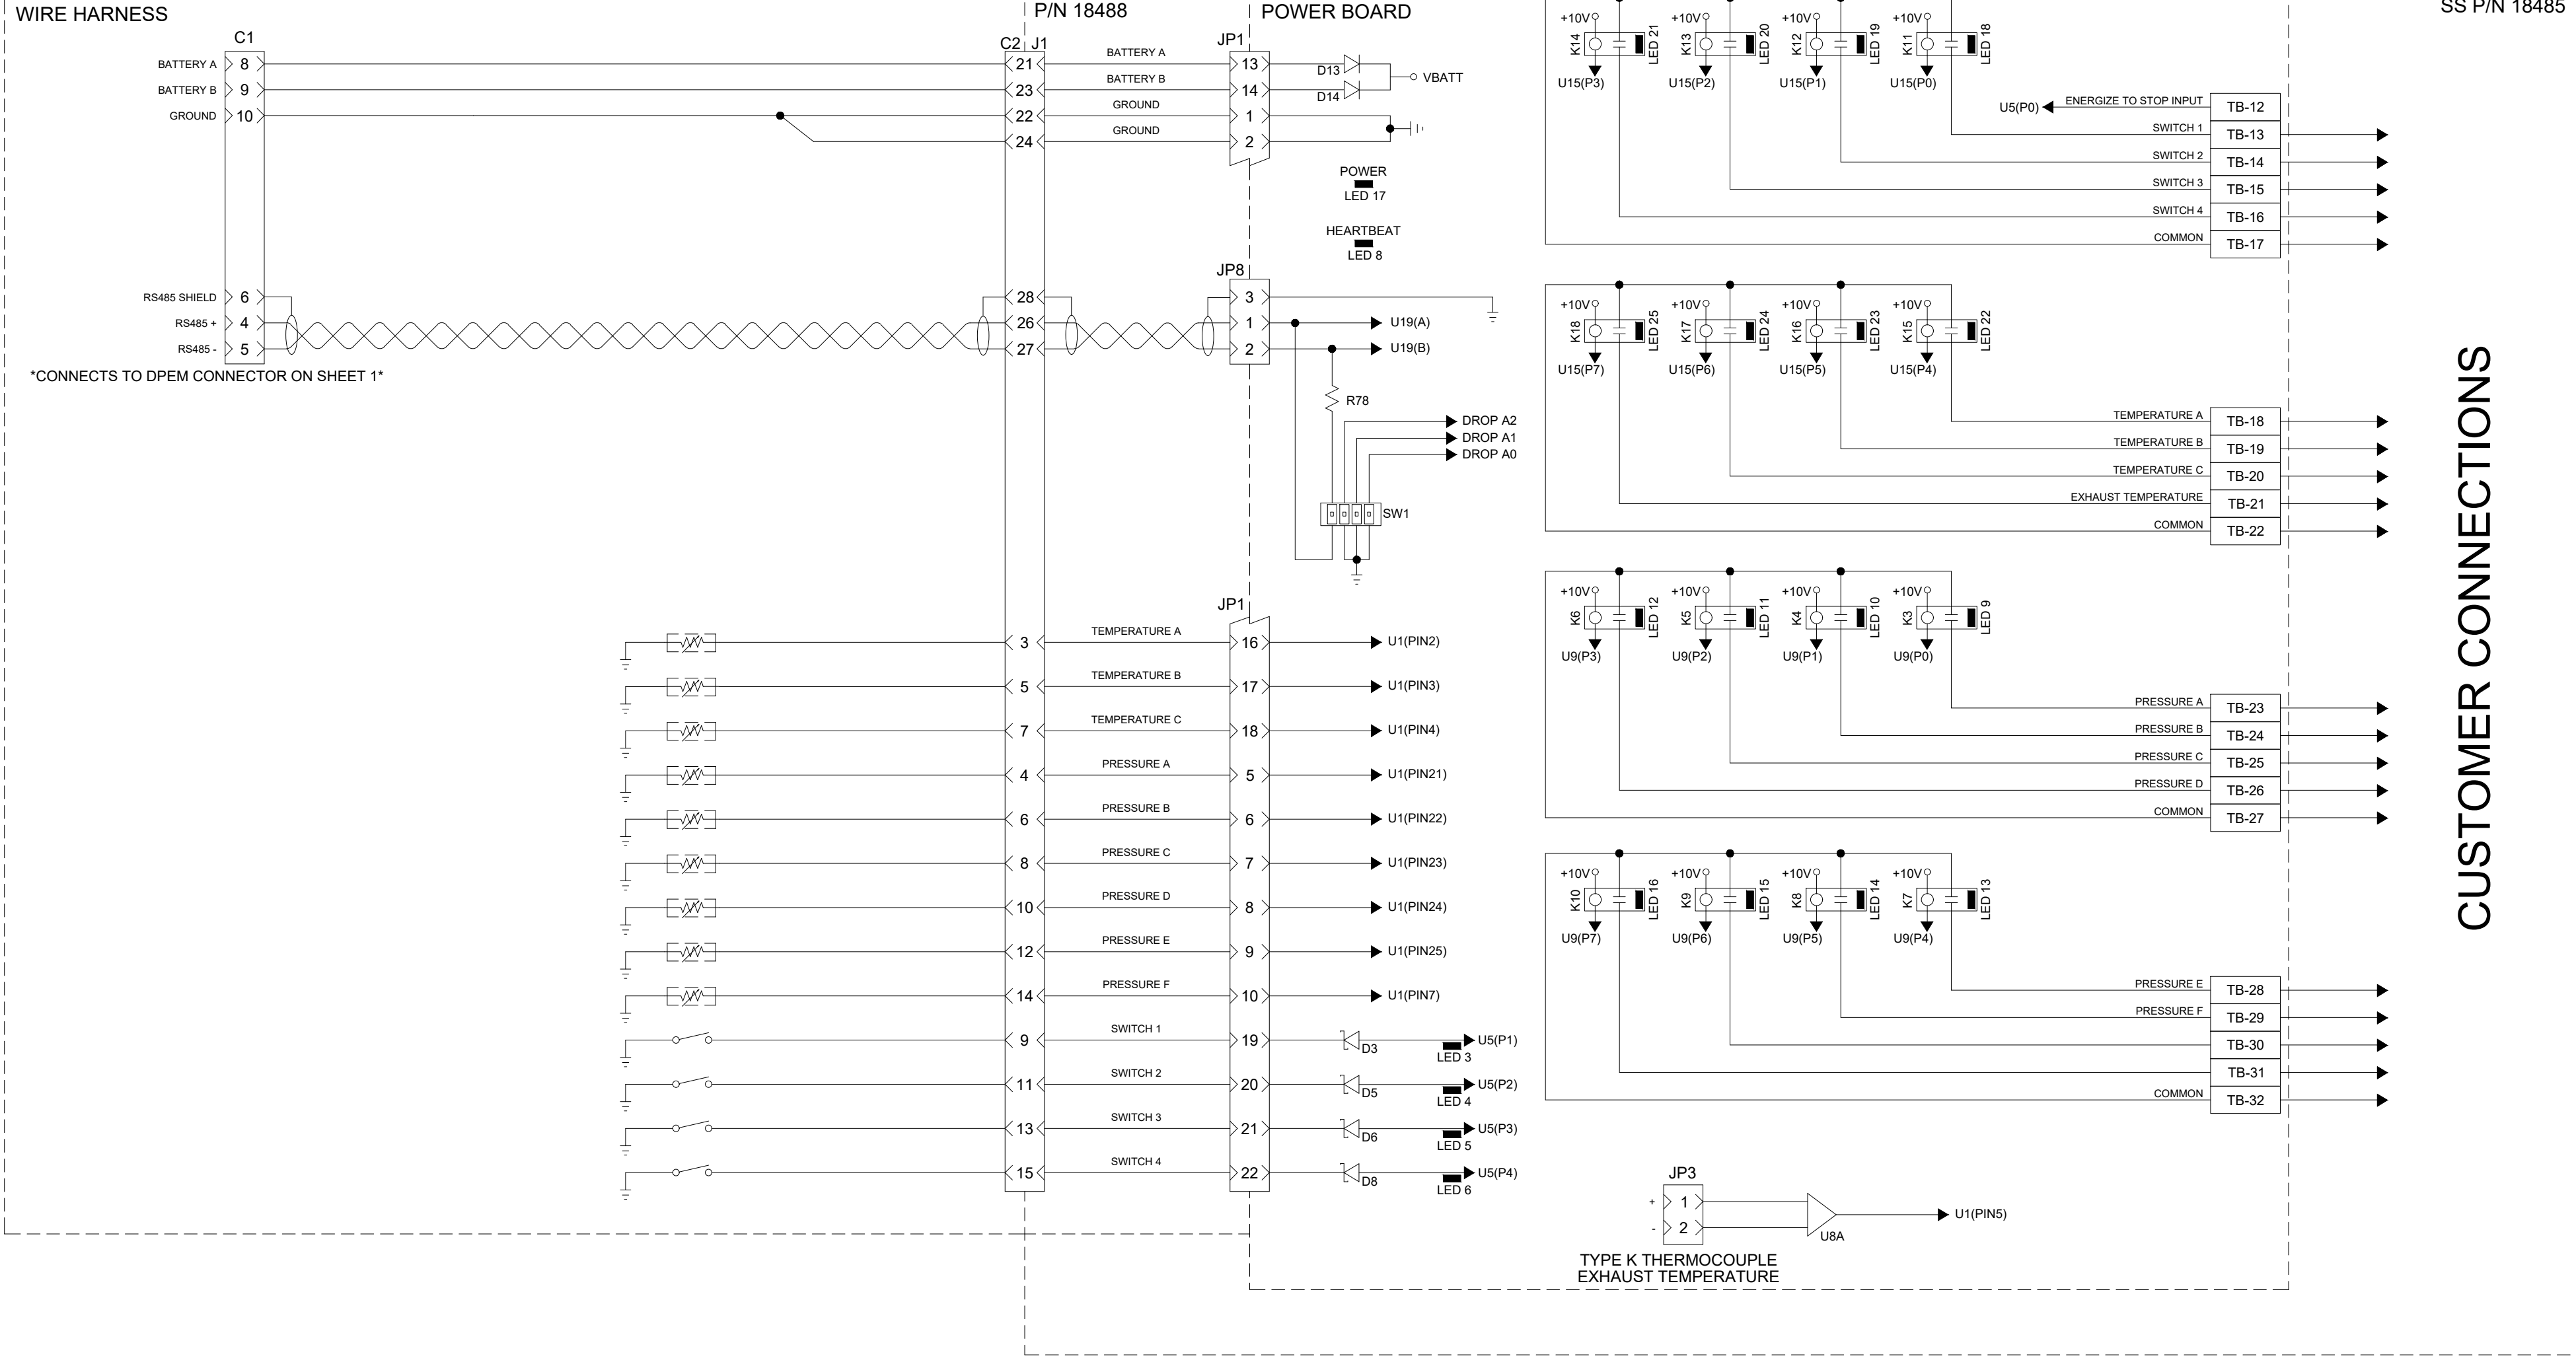 WIRE HARNESS
P/N 18488
POWER BOARD
SS P/N 18485
C1
C2 J1
JP1
BATTERY A 8 21 BATTERY A 13 D13
BATTERY B 9 23 BATTERY B 14 D14
VBATT
GROUND 10 22 GROUND 1
24 GROUND 2
POWER
LED 17
HEARTBEAT
LED 8
JP8
RS485 SHIELD 6 28 3
RS485 + 4 26 1 U19(A)
RS485 - 5 27 2 U19(B)
*CONNECTS TO DPEM CONNECTOR ON SHEET 1*
R78
DROP A2
DROP A1
DROP A0
SW1
JP1
3 TEMPERATURE A 16 U1(PIN2)
5 TEMPERATURE B 17 U1(PIN3)
7 TEMPERATURE C 18 U1(PIN4)
4 PRESSURE A 5 U1(PIN21)
6 PRESSURE B 6 U1(PIN22)
8 PRESSURE C 7 U1(PIN23)
10 PRESSURE D 8 U1(PIN24)
12 PRESSURE E 9 U1(PIN25)
14 PRESSURE F 10 U1(PIN7)
9 SWITCH 1 19 D3 LED 3 U5(P1)
11 SWITCH 2 20 D5 LED 4 U5(P2)
13 SWITCH 3 21 D6 LED 5 U5(P3)
15 SWITCH 4 22 D8 LED 6 U5(P4)
+10V +10V +10V +10V
K14 LED 21 K13 LED 20 K12 LED 19 K11 LED 18
U15(P3) U15(P2) U15(P1) U15(P0)
U5(P0) ENERGIZE TO STOP INPUT TB-12
SWITCH 1 TB-13
SWITCH 2 TB-14
SWITCH 3 TB-15
SWITCH 4 TB-16
COMMON TB-17
+10V +10V +10V +10V
K18 LED 25 K17 LED 24 K16 LED 23 K15 LED 22
U15(P7) U15(P6) U15(P5) U15(P4)
TEMPERATURE A TB-18
TEMPERATURE B TB-19
TEMPERATURE C TB-20
EXHAUST TEMPERATURE TB-21
COMMON TB-22
+10V +10V +10V +10V
K6 LED 12 K5 LED 11 K4 LED 10 K3 LED 9
U9(P3) U9(P2) U9(P1) U9(P0)
PRESSURE A TB-23
PRESSURE B TB-24
PRESSURE C TB-25
PRESSURE D TB-26
COMMON TB-27
+10V +10V +10V +10V
K10 LED 16 K9 LED 15 K8 LED 14 K7 LED 13
U9(P7) U9(P6) U9(P5) U9(P4)
PRESSURE E TB-28
PRESSURE F TB-29
TB-30
TB-31
COMMON TB-32
JP3
+ 1
- 2
U8A
U1(PIN5)
TYPE K THERMOCOUPLE
EXHAUST TEMPERATURE
CUSTOMER CONNECTIONS